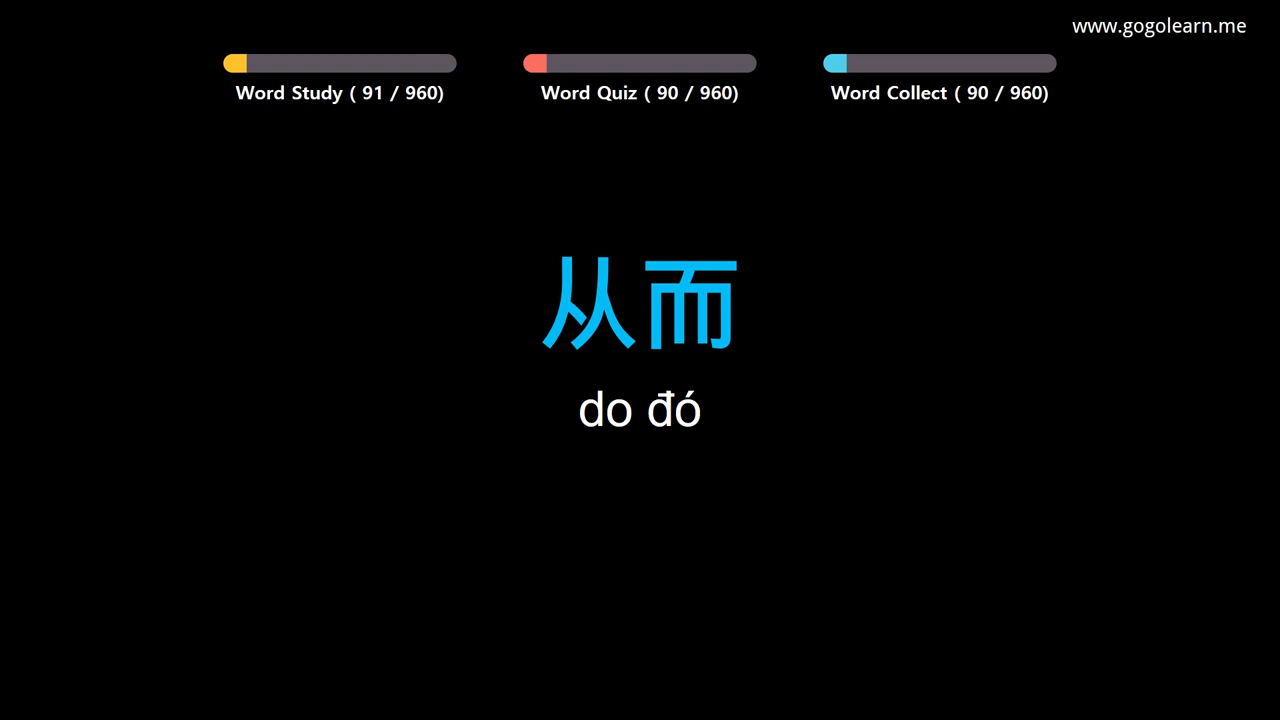 www.gogolearn.me
Word Study ( 91 / 960)
Word Quiz ( 90 / 960)
Word Collect ( 90 / 960)
从而
do đó